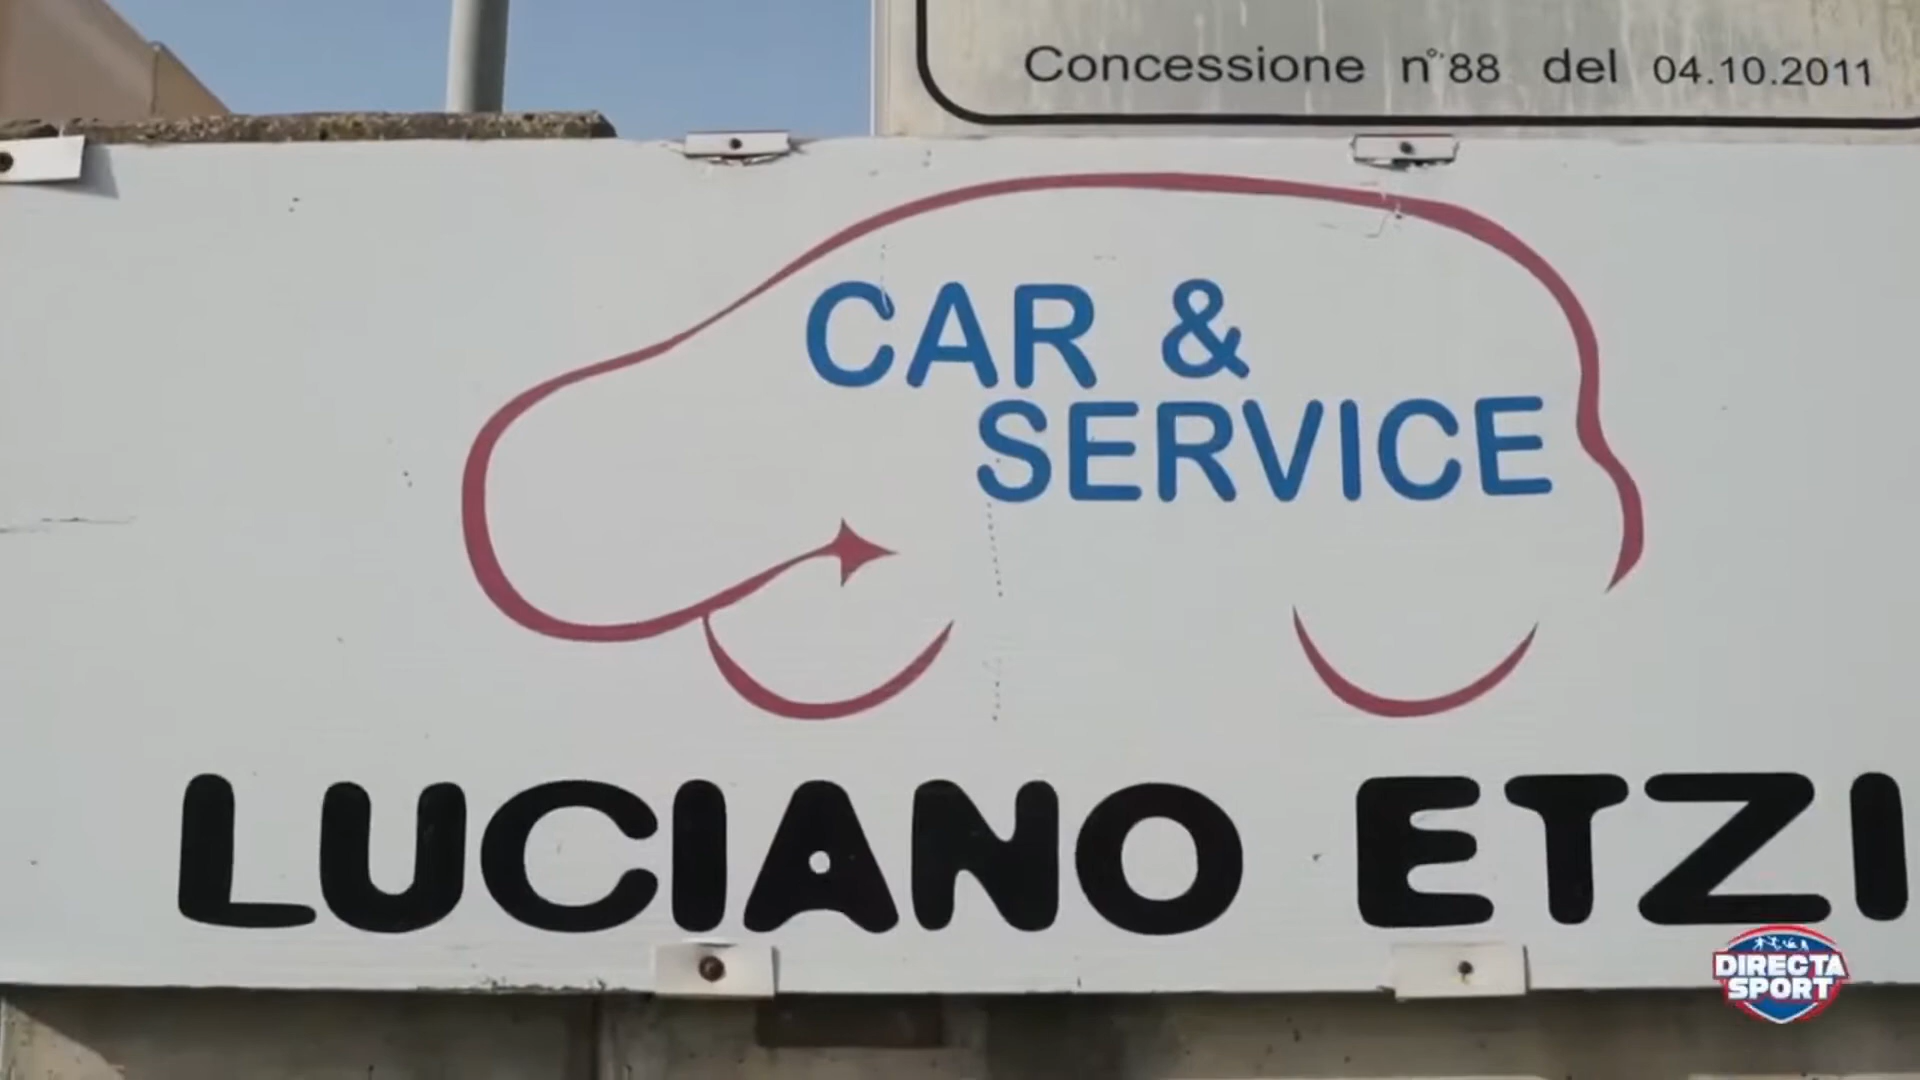 Concessione n° 88 del 04.10.2011
CAR &
SERVICE
LUCIANO ETZI
DIRECTA
SPORT